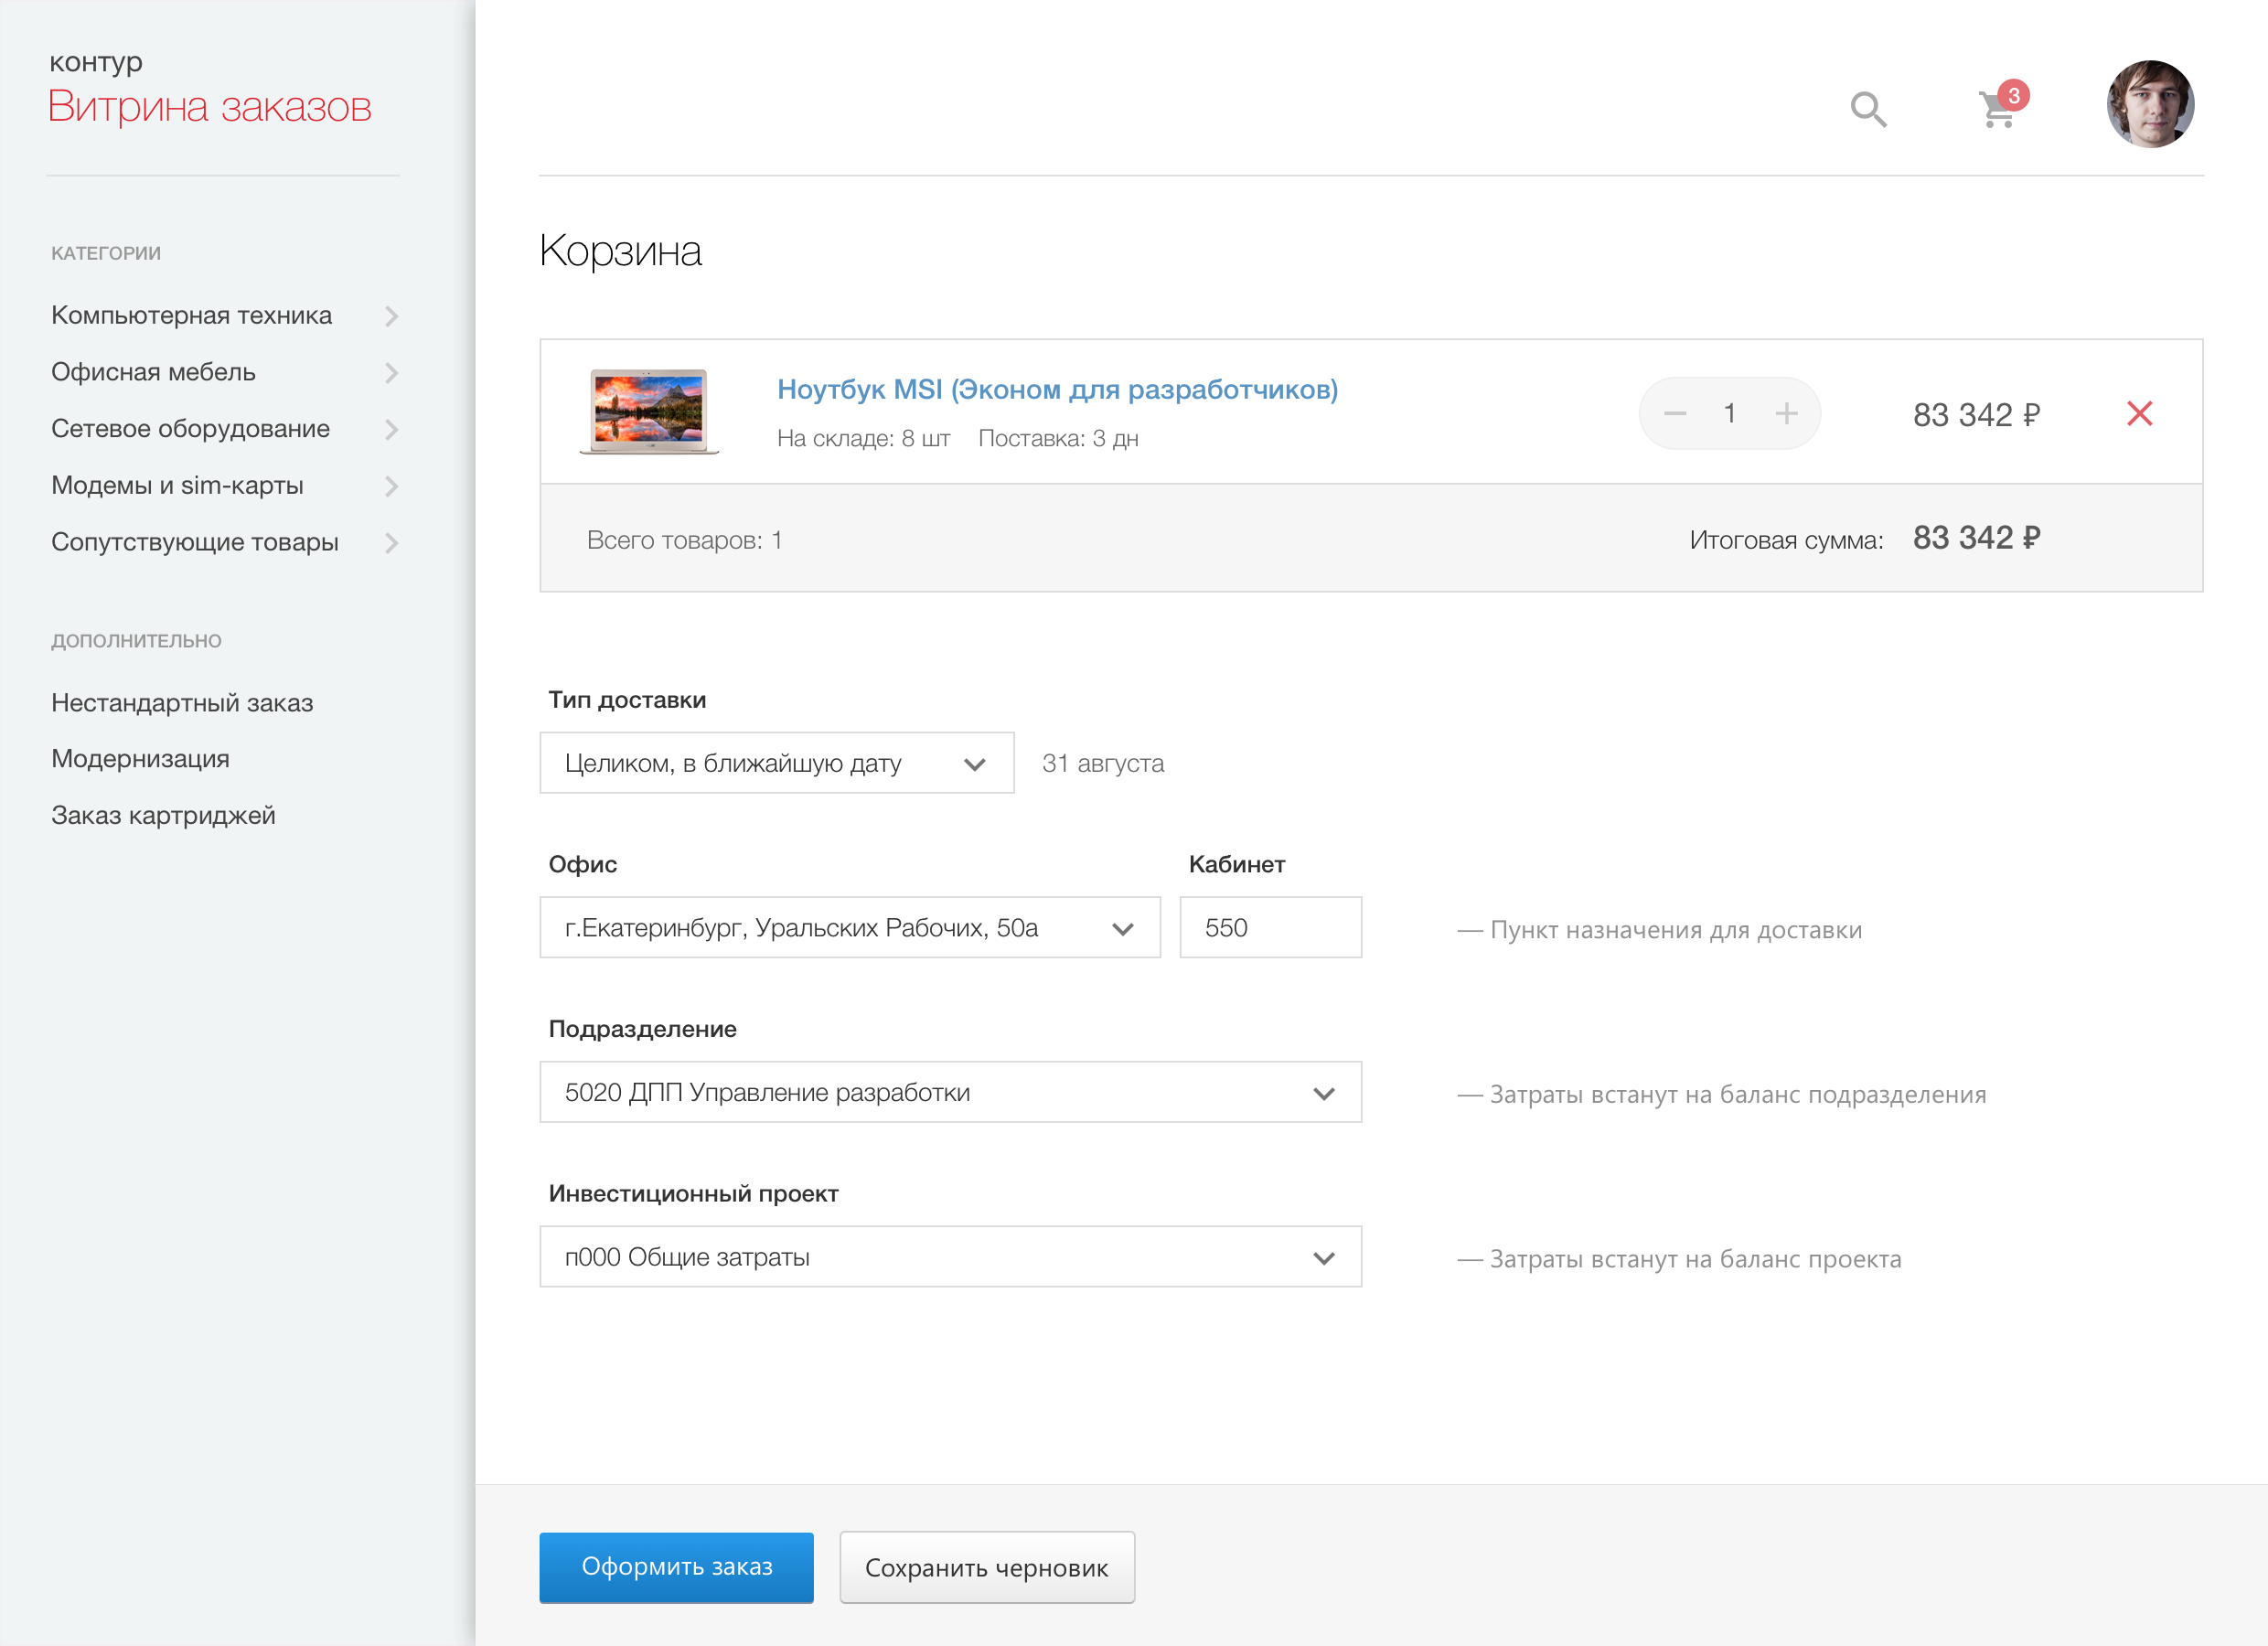 контур
Витрина заказов
3
КАТЕГОРИИ
Компьютерная техника
Офисная мебель
Сетевое оборудование
Модемы и sim-карты
Сопутствующие товары
ДОПОЛНИТЕЛЬНО
Нестандартный заказ
Модернизация
Заказ картриджей
Корзина
Ноутбук MSI (Эконом для разработчиков)
На складе: 8 шт Поставка: 3 дн
1
83 342 ₽
Всего товаров: 1
Итоговая сумма: 83 342 ₽
Тип доставки
Целиком, в ближайшую дату 31 августа
Офис Кабинет
г.Екатеринбург, Уральских Рабочих, 50а 550 — Пункт назначения для доставки
Подразделение
5020 ДПП Управление разработки — Затраты встанут на баланс подразделения
Инвестиционный проект
п000 Общие затраты — Затраты встанут на баланс проекта
Оформить заказ Сохранить черновик